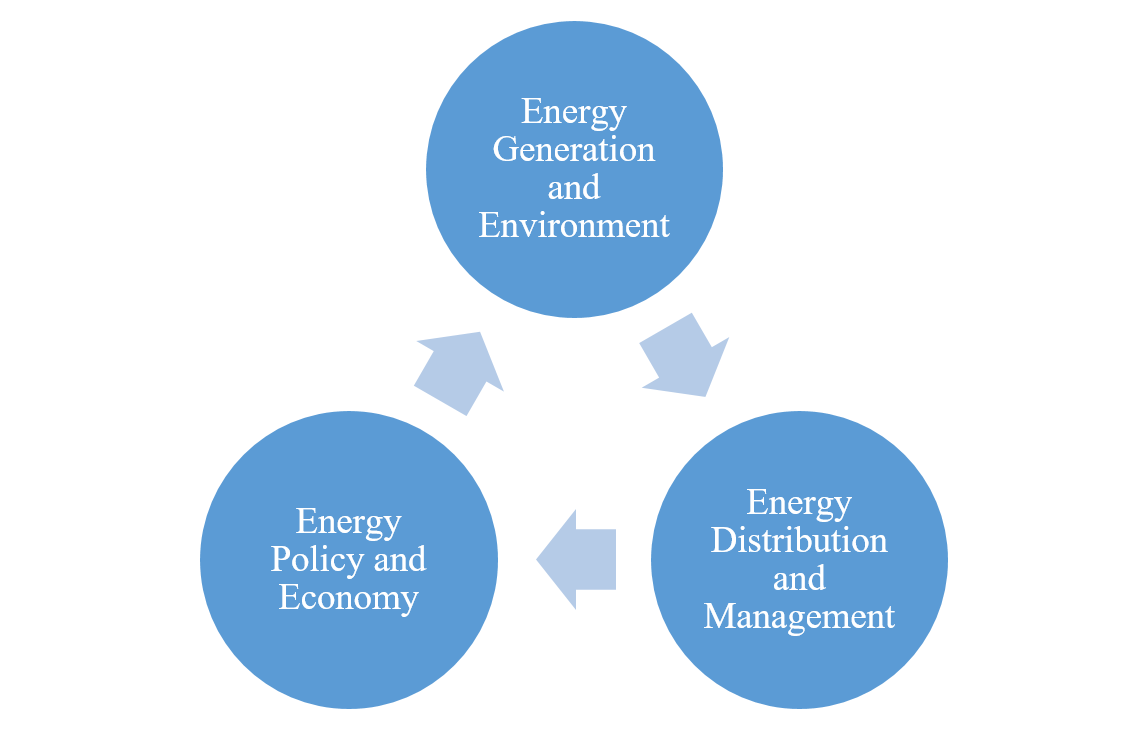 Energy
Generation
and
Environment
Energy
Distribution
and
Management
Energy
Policy and
Economy